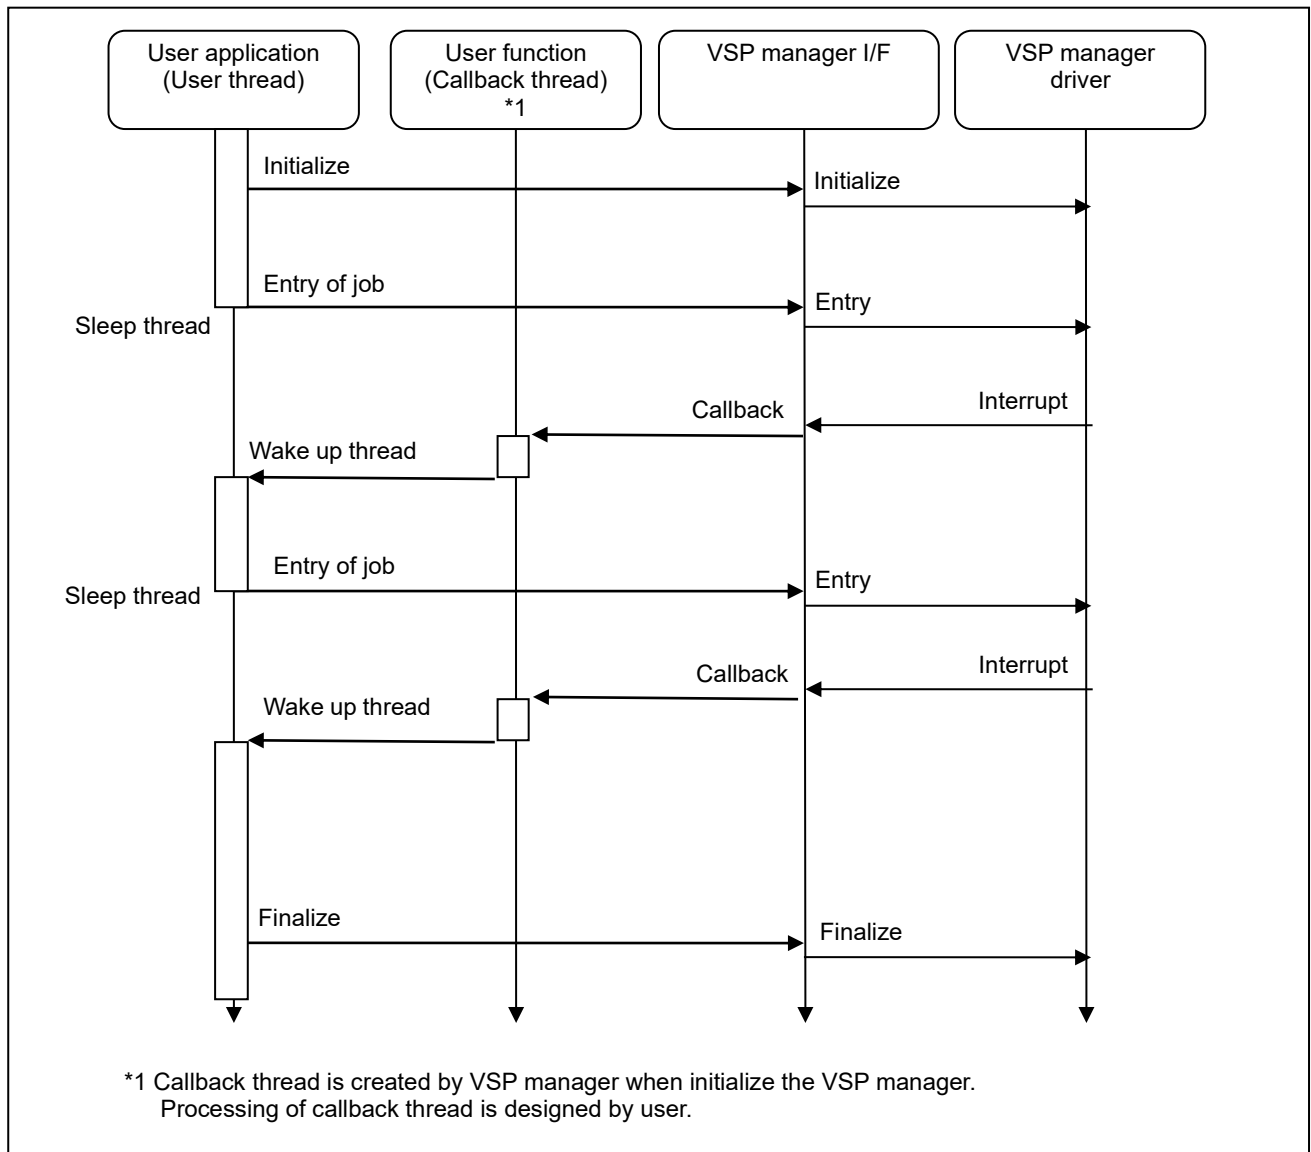 User application
(User thread)
User function
(Callback thread)
*1
VSP manager I/F
VSP manager
driver
Initialize
Initialize
Entry of job
Entry
Sleep thread
Interrupt
Callback
Wake up thread
Entry of job
Entry
Sleep thread
Interrupt
Callback
Wake up thread
Finalize
Finalize
*1 Callback thread is created by VSP manager when initialize the VSP manager.
Processing of callback thread is designed by user.